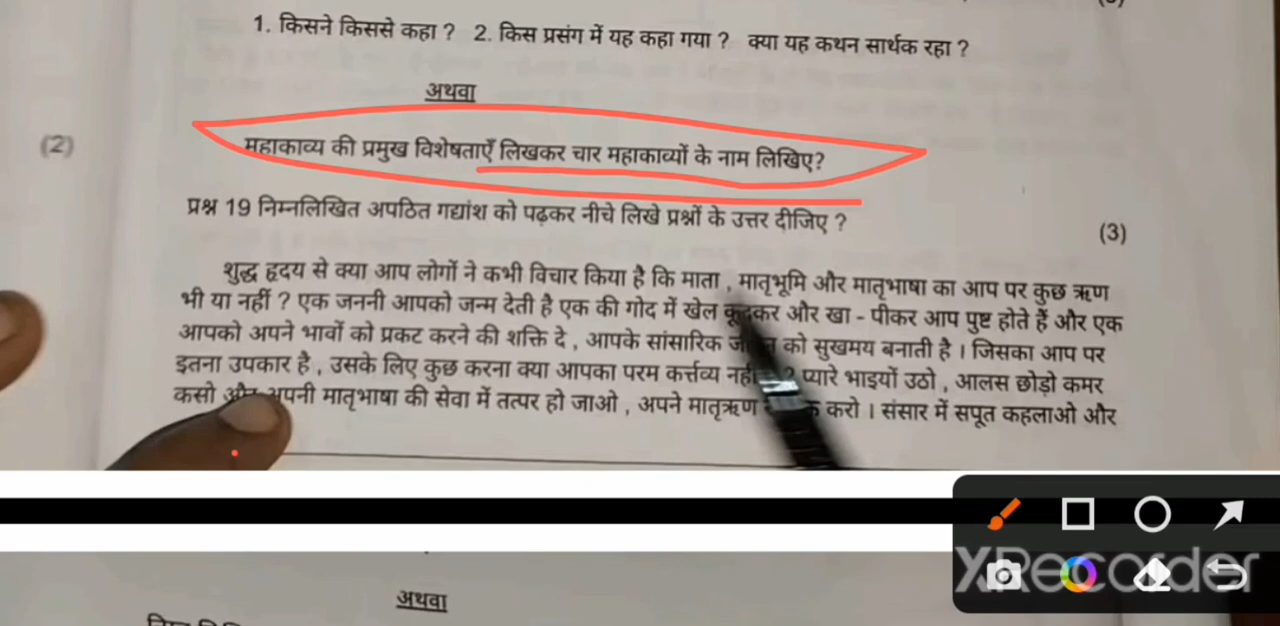 1. किसने किससे कहा ? 2. किस प्रसंग में यह कहा गया ? क्या यह कथन सार्थक रहा ?
अथवा
(2)
महाकाव्य की प्रमुख विशेषताएँ लिखकर चार महाकाव्यों के नाम लिखिए?
प्रश्न 19 निम्नलिखित अपठित गद्यांश को पढ़कर नीचे लिखे प्रश्नों के उत्तर दीजिए ?
(3)
शुद्ध हृदय से क्या आप लोगों ने कभी विचार किया है कि माता , मातृभूमि और मातृभाषा का आप पर कुछ ऋण
भी या नहीं ? एक जननी आपको जन्म देती है एक की गोद में खेल कूदकर और खा - पीकर आप पुष्ट होते हैं और एक
आपको अपने भावों को प्रकट करने की शक्ति दे , आपके सांसारिक को सुखमय बनाती है । जिसका आप पर
इतना उपकार है , उसके लिए कुछ करना क्या आपका परम कर्त्तव्य ? प्यारे भाइयों उठो , आलस छोड़ो कमर
कसो और अपनी मातृभाषा की सेवा में तत्पर हो जाओ , अपने मातृऋण करो । संसार में सपूत कहलाओ और
XRecorder
अथवा